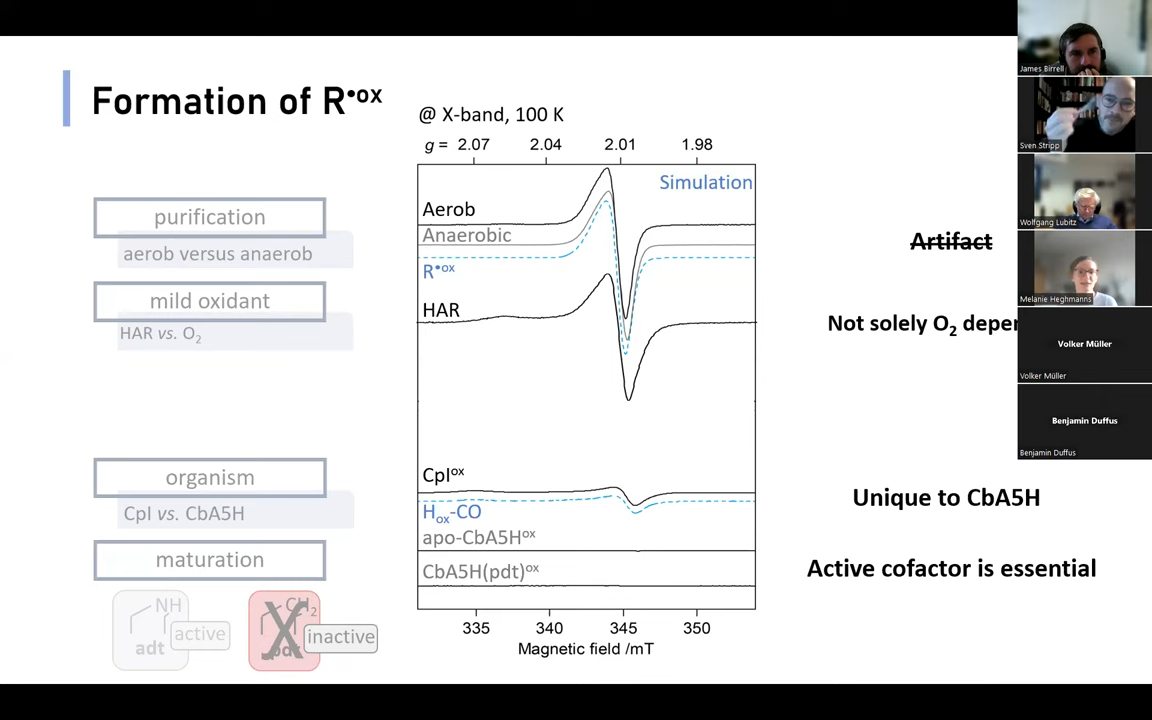 Formation of R•ox
@ X-band, 100 K
g = 2.07 2.04 2.01 1.98
Simulation
Aerob
Anaerobic
R•ox
HAR
CpIox
Hox-CO
apo-CbA5Hox
CbA5H(pdt)ox
335 340 345 350
Magnetic field /mT
purification
aerob versus anaerob
mild oxidant
HAR vs. O2
organism
CpI vs. CbA5H
maturation
NH
adt
active
CH2
inactive
Artifact
Not solely O2 depen
Unique to CbA5H
Active cofactor is essential
James Birrell
Sven Stripp
Wolfgang Lubitz
Melanie Heghmanns
Volker Müller
Volker Müller
Benjamin Duffus
Benjamin Duffus